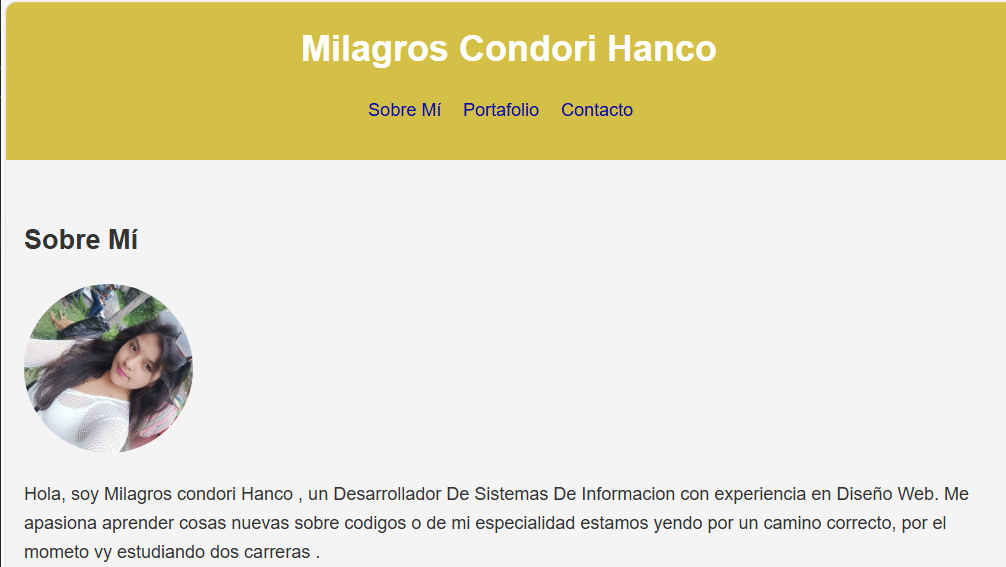 Milagros Condori Hanco
Sobre Mí Portafolio Contacto
Sobre Mí
Hola, soy Milagros condori Hanco , un Desarrollador De Sistemas De Informacion con experiencia en Diseño Web. Me
apasiona aprender cosas nuevas sobre codigos o de mi especialidad estamos yendo por un camino correcto, por el
mometo vy estudiando dos carreras .